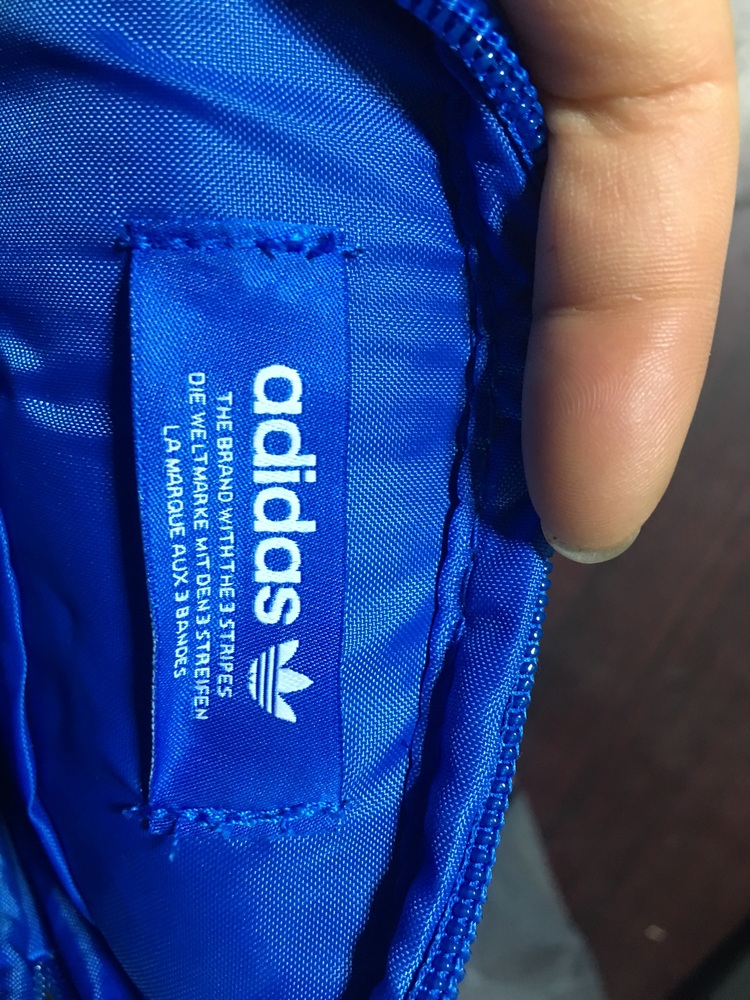 adidas
THE BRAND WITH THE 3 STRIPES
DIE WELTMARKE MIT DEN 3 STREIFEN
LA MARQUE AUX 3 BANDES